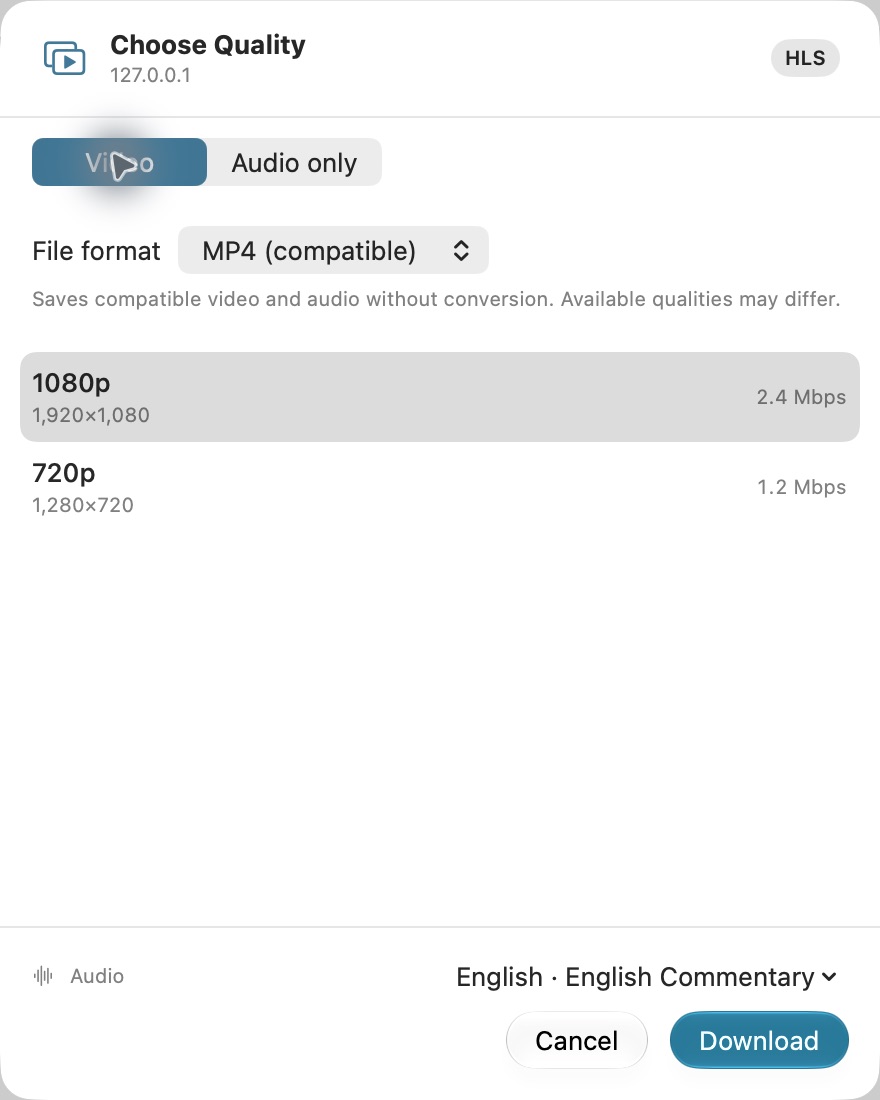 Choose Quality
127.0.0.1
HLS
Video
Audio only
File format
MP4 (compatible)
Saves compatible video and audio without conversion. Available qualities may differ.
1080p
1,920×1,080
2.4 Mbps
720p
1,280×720
1.2 Mbps
Audio
English · English Commentary
Cancel
Download